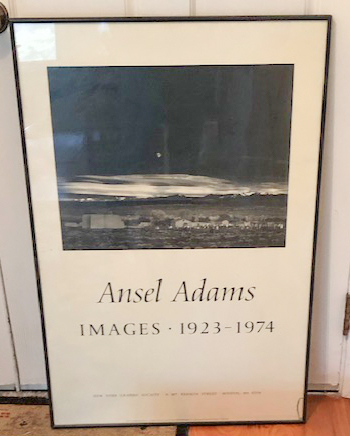 Ansel Adams
IMAGES · 1923-1974